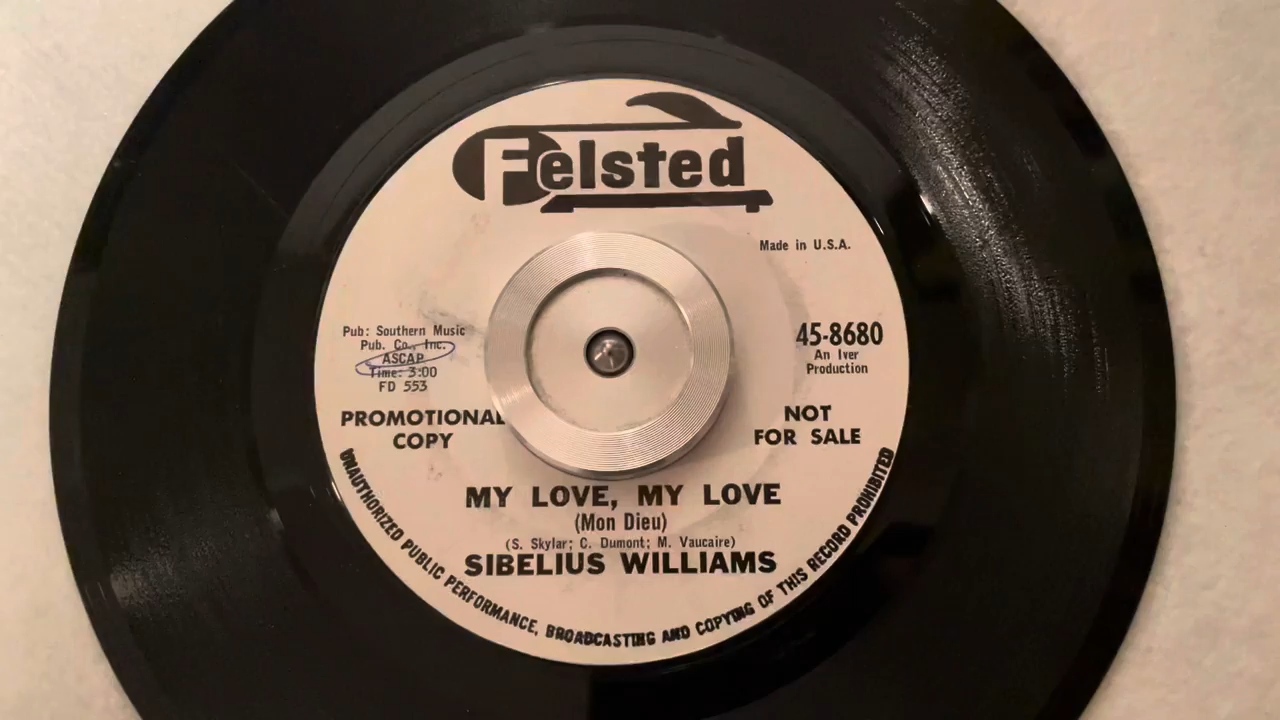 Felsted
Made in U.S.A.
Pub: Southern Music
Pub. Co., Inc.
ASCAP
Time: 3:00
FD 553
45-8680
An Iver
Production
PROMOTIONAL
COPY
NOT
FOR SALE
MY LOVE, MY LOVE
(Mon Dieu)
(S. Skylar; C. Dumont; M. Vaucaire)
SIBELIUS WILLIAMS
UNAUTHORIZED PUBLIC PERFORMANCE, BROADCASTING AND COPYING OF THIS RECORD PROHIBITED